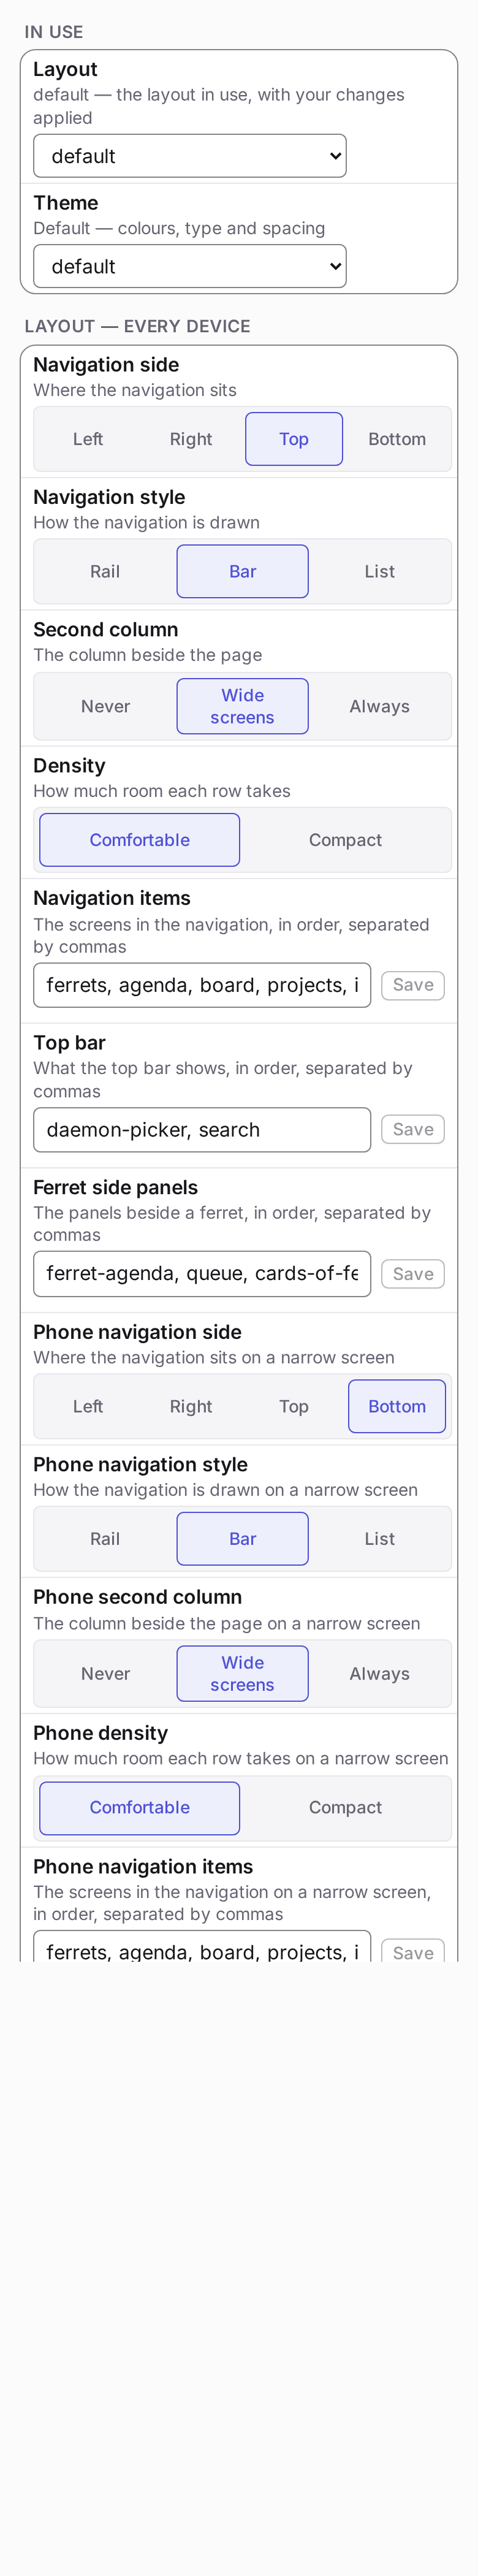 IN USE
Layout
default — the layout in use, with your changes
applied
default
Theme
Default — colours, type and spacing
default
LAYOUT — EVERY DEVICE
Navigation side
Where the navigation sits
Left Right Top Bottom
Navigation style
How the navigation is drawn
Rail Bar List
Second column
The column beside the page
Never Wide screens Always
Density
How much room each row takes
Comfortable Compact
Navigation items
The screens in the navigation, in order, separated
by commas
ferrets, agenda, board, projects, i Save
Top bar
What the top bar shows, in order, separated by
commas
daemon-picker, search Save
Ferret side panels
The panels beside a ferret, in order, separated by
commas
ferret-agenda, queue, cards-of-fe Save
Phone navigation side
Where the navigation sits on a narrow screen
Left Right Top Bottom
Phone navigation style
How the navigation is drawn on a narrow screen
Rail Bar List
Phone second column
The column beside the page on a narrow screen
Never Wide screens Always
Phone density
How much room each row takes on a narrow screen
Comfortable Compact
Phone navigation items
The screens in the navigation on a narrow screen,
in order, separated by commas
ferrets, agenda, board, projects, i Save